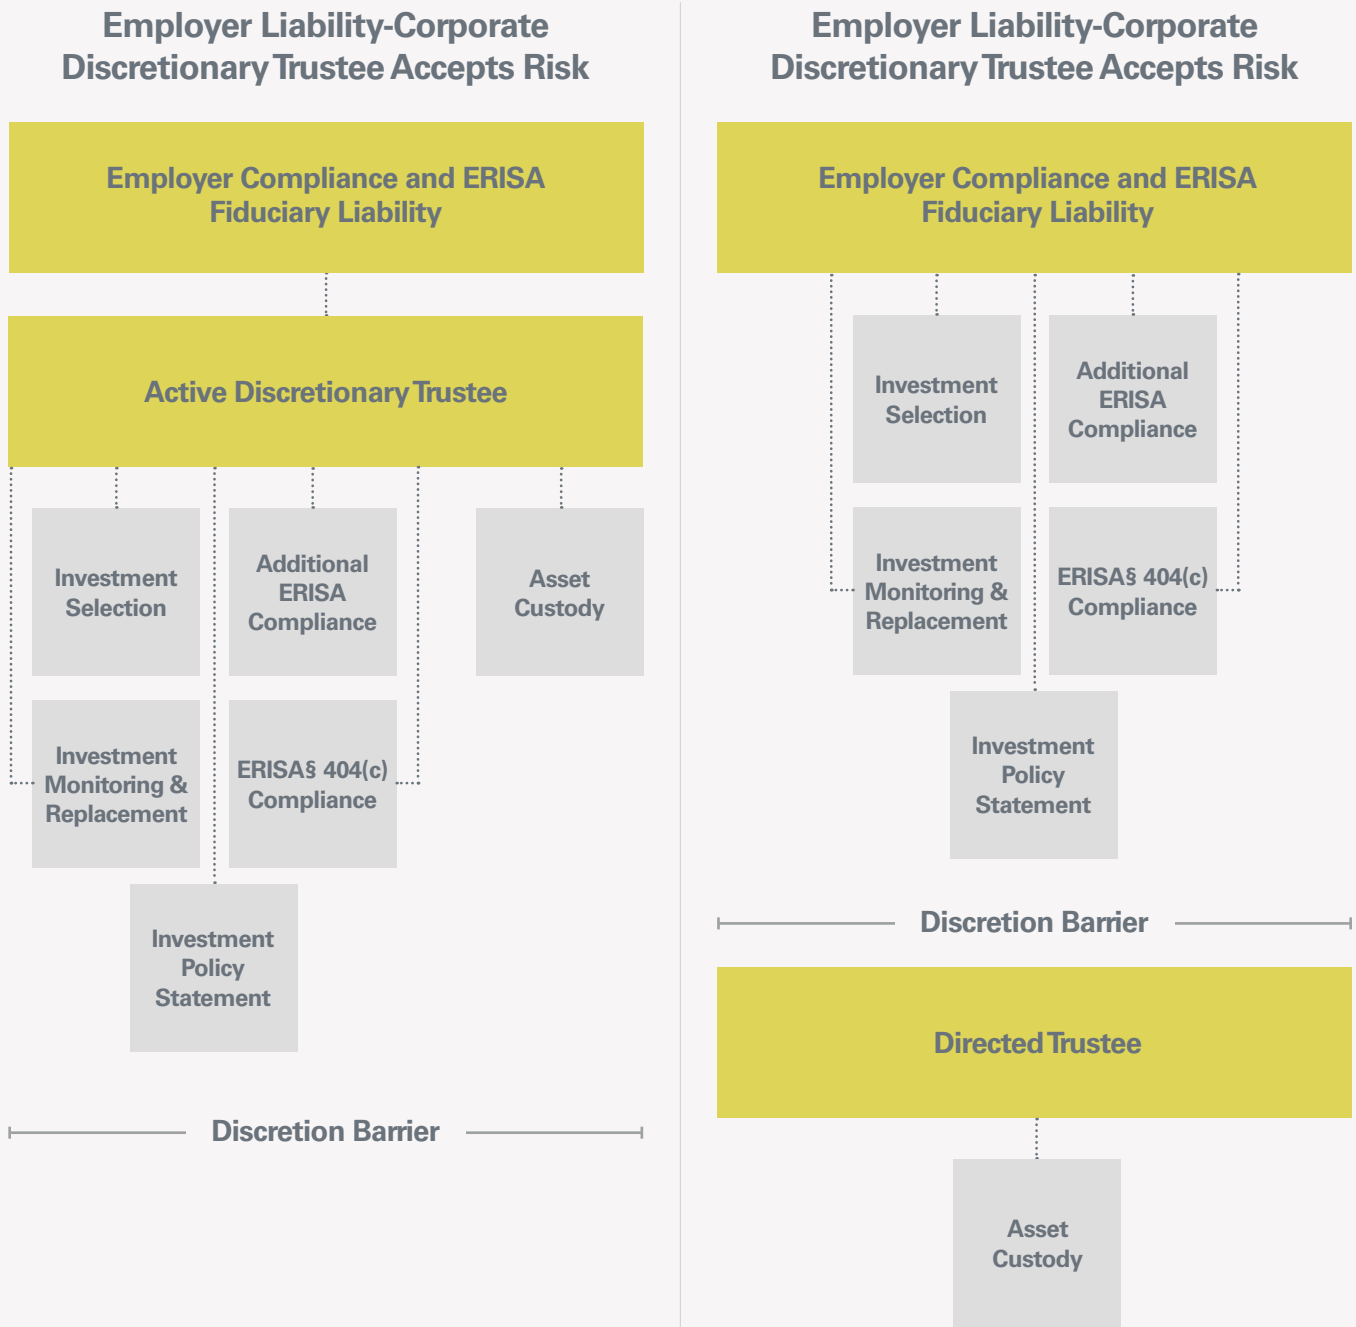 Employer Liability-Corporate
Discretionary Trustee Accepts Risk
Employer Compliance and ERISA
Fiduciary Liability
Active Discretionary Trustee
Investment
Selection
Additional
ERISA
Compliance
Asset
Custody
Investment
Monitoring &
Replacement
ERISA§ 404(c)
Compliance
Investment
Policy
Statement
Discretion Barrier
Employer Liability-Corporate
Discretionary Trustee Accepts Risk
Employer Compliance and ERISA
Fiduciary Liability
Investment
Selection
Additional
ERISA
Compliance
Investment
Monitoring &
Replacement
ERISA§ 404(c)
Compliance
Investment
Policy
Statement
Discretion Barrier
Directed Trustee
Asset
Custody